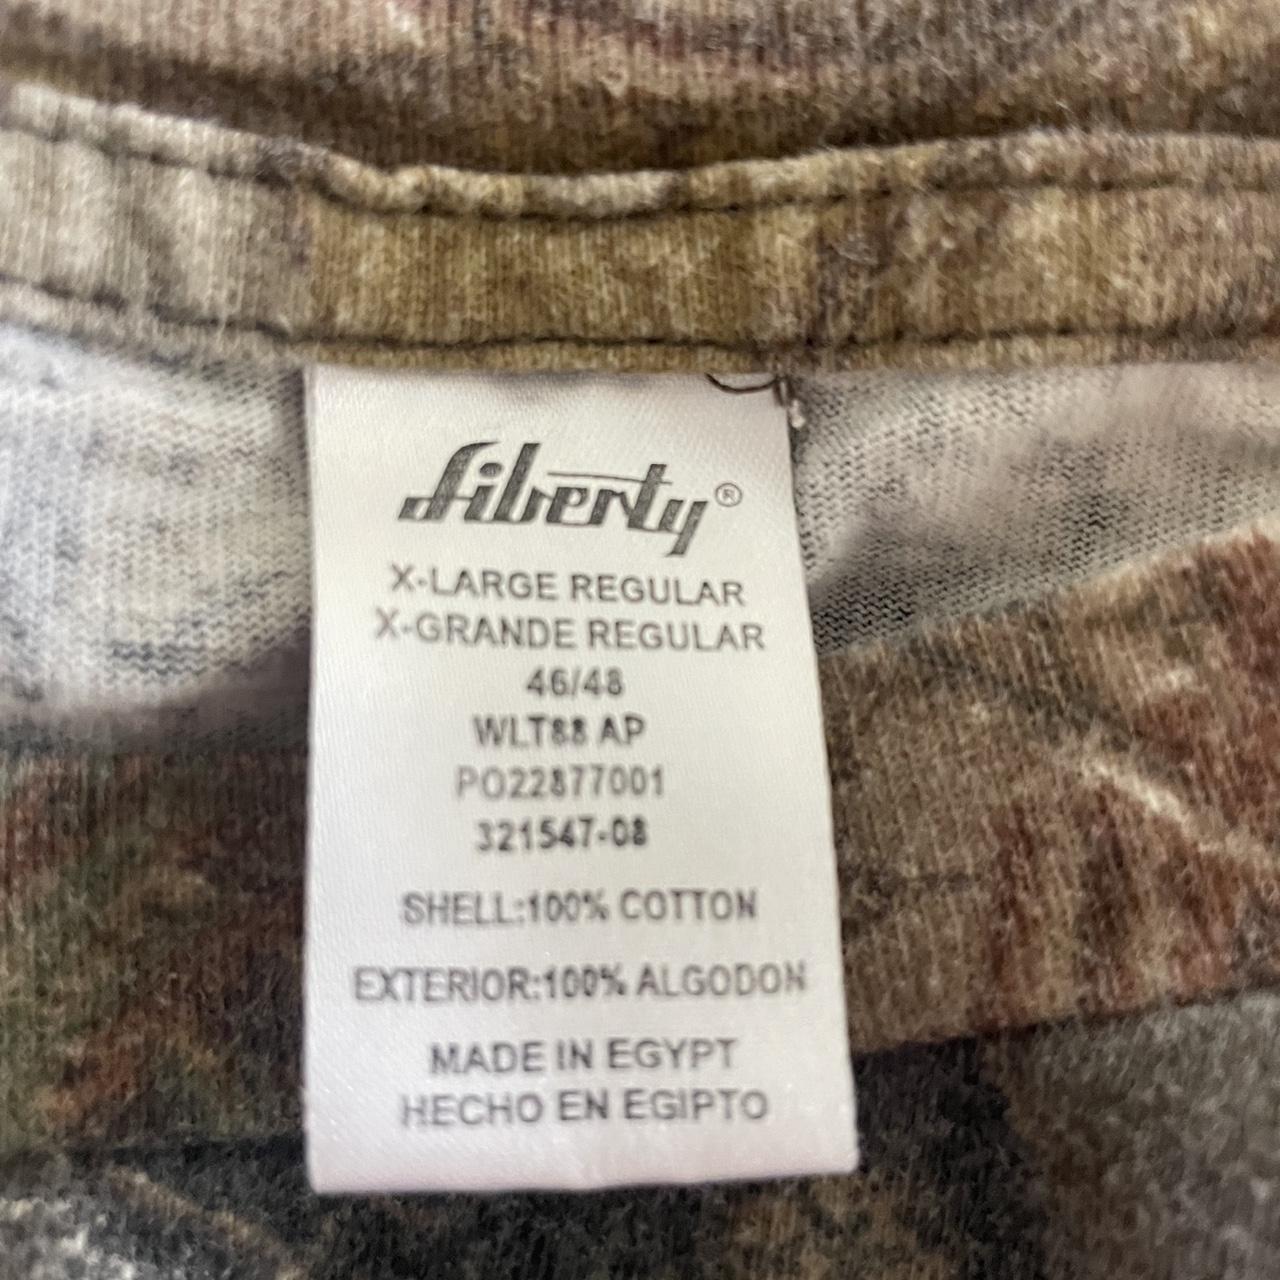 Liberty®
X-LARGE REGULAR
X-GRANDE REGULAR
46/48
WLT88 AP
PO22877001
321547-08
SHELL:100% COTTON
EXTERIOR:100% ALGODON
MADE IN EGYPT
HECHO EN EGIPTO